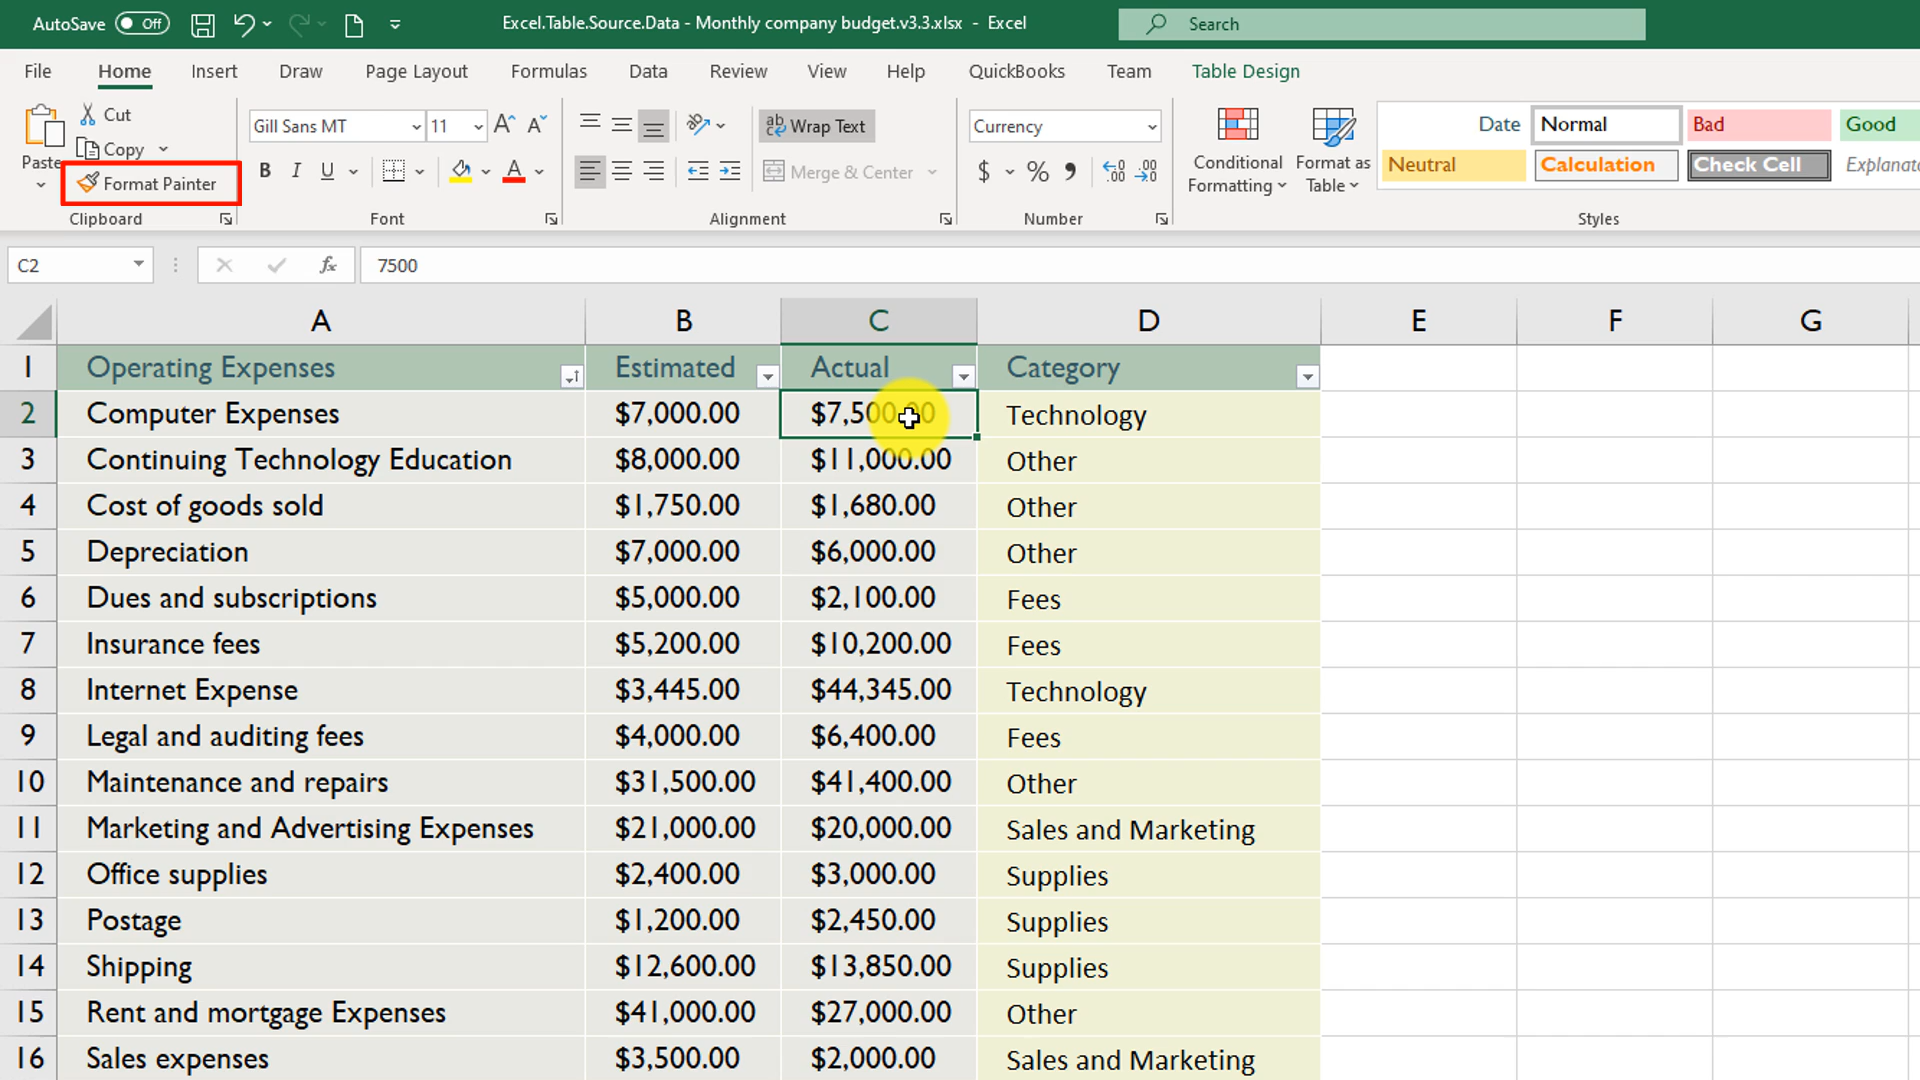 AutoSave Off Excel.Table.Source.Data - Monthly company budget.v3.3.xlsx - Excel Search
File Home Insert Draw Page Layout Formulas Data Review View Help QuickBooks Team Table Design
Paste
Cut
Copy
Format Painter
Clipboard
Gill Sans MT 11
B I U A
Font
ab Wrap Text
Merge & Center
Alignment
Currency
$ % 9 .00 .00
Number
Conditional Formatting
Format as Table
Date Normal Bad Good
Neutral Calculation Check Cell Explanat
Styles
C2 fx 7500
A B C D E F G
1 Operating Expenses Estimated Actual Category
2 Computer Expenses $7,000.00 $7,500.00 Technology
3 Continuing Technology Education $8,000.00 $11,000.00 Other
4 Cost of goods sold $1,750.00 $1,680.00 Other
5 Depreciation $7,000.00 $6,000.00 Other
6 Dues and subscriptions $5,000.00 $2,100.00 Fees
7 Insurance fees $5,200.00 $10,200.00 Fees
8 Internet Expense $3,445.00 $44,345.00 Technology
9 Legal and auditing fees $4,000.00 $6,400.00 Fees
10 Maintenance and repairs $31,500.00 $41,400.00 Other
11 Marketing and Advertising Expenses $21,000.00 $20,000.00 Sales and Marketing
12 Office supplies $2,400.00 $3,000.00 Supplies
13 Postage $1,200.00 $2,450.00 Supplies
14 Shipping $12,600.00 $13,850.00 Supplies
15 Rent and mortgage Expenses $41,000.00 $27,000.00 Other
16 Sales expenses $3,500.00 $2,000.00 Sales and Marketing